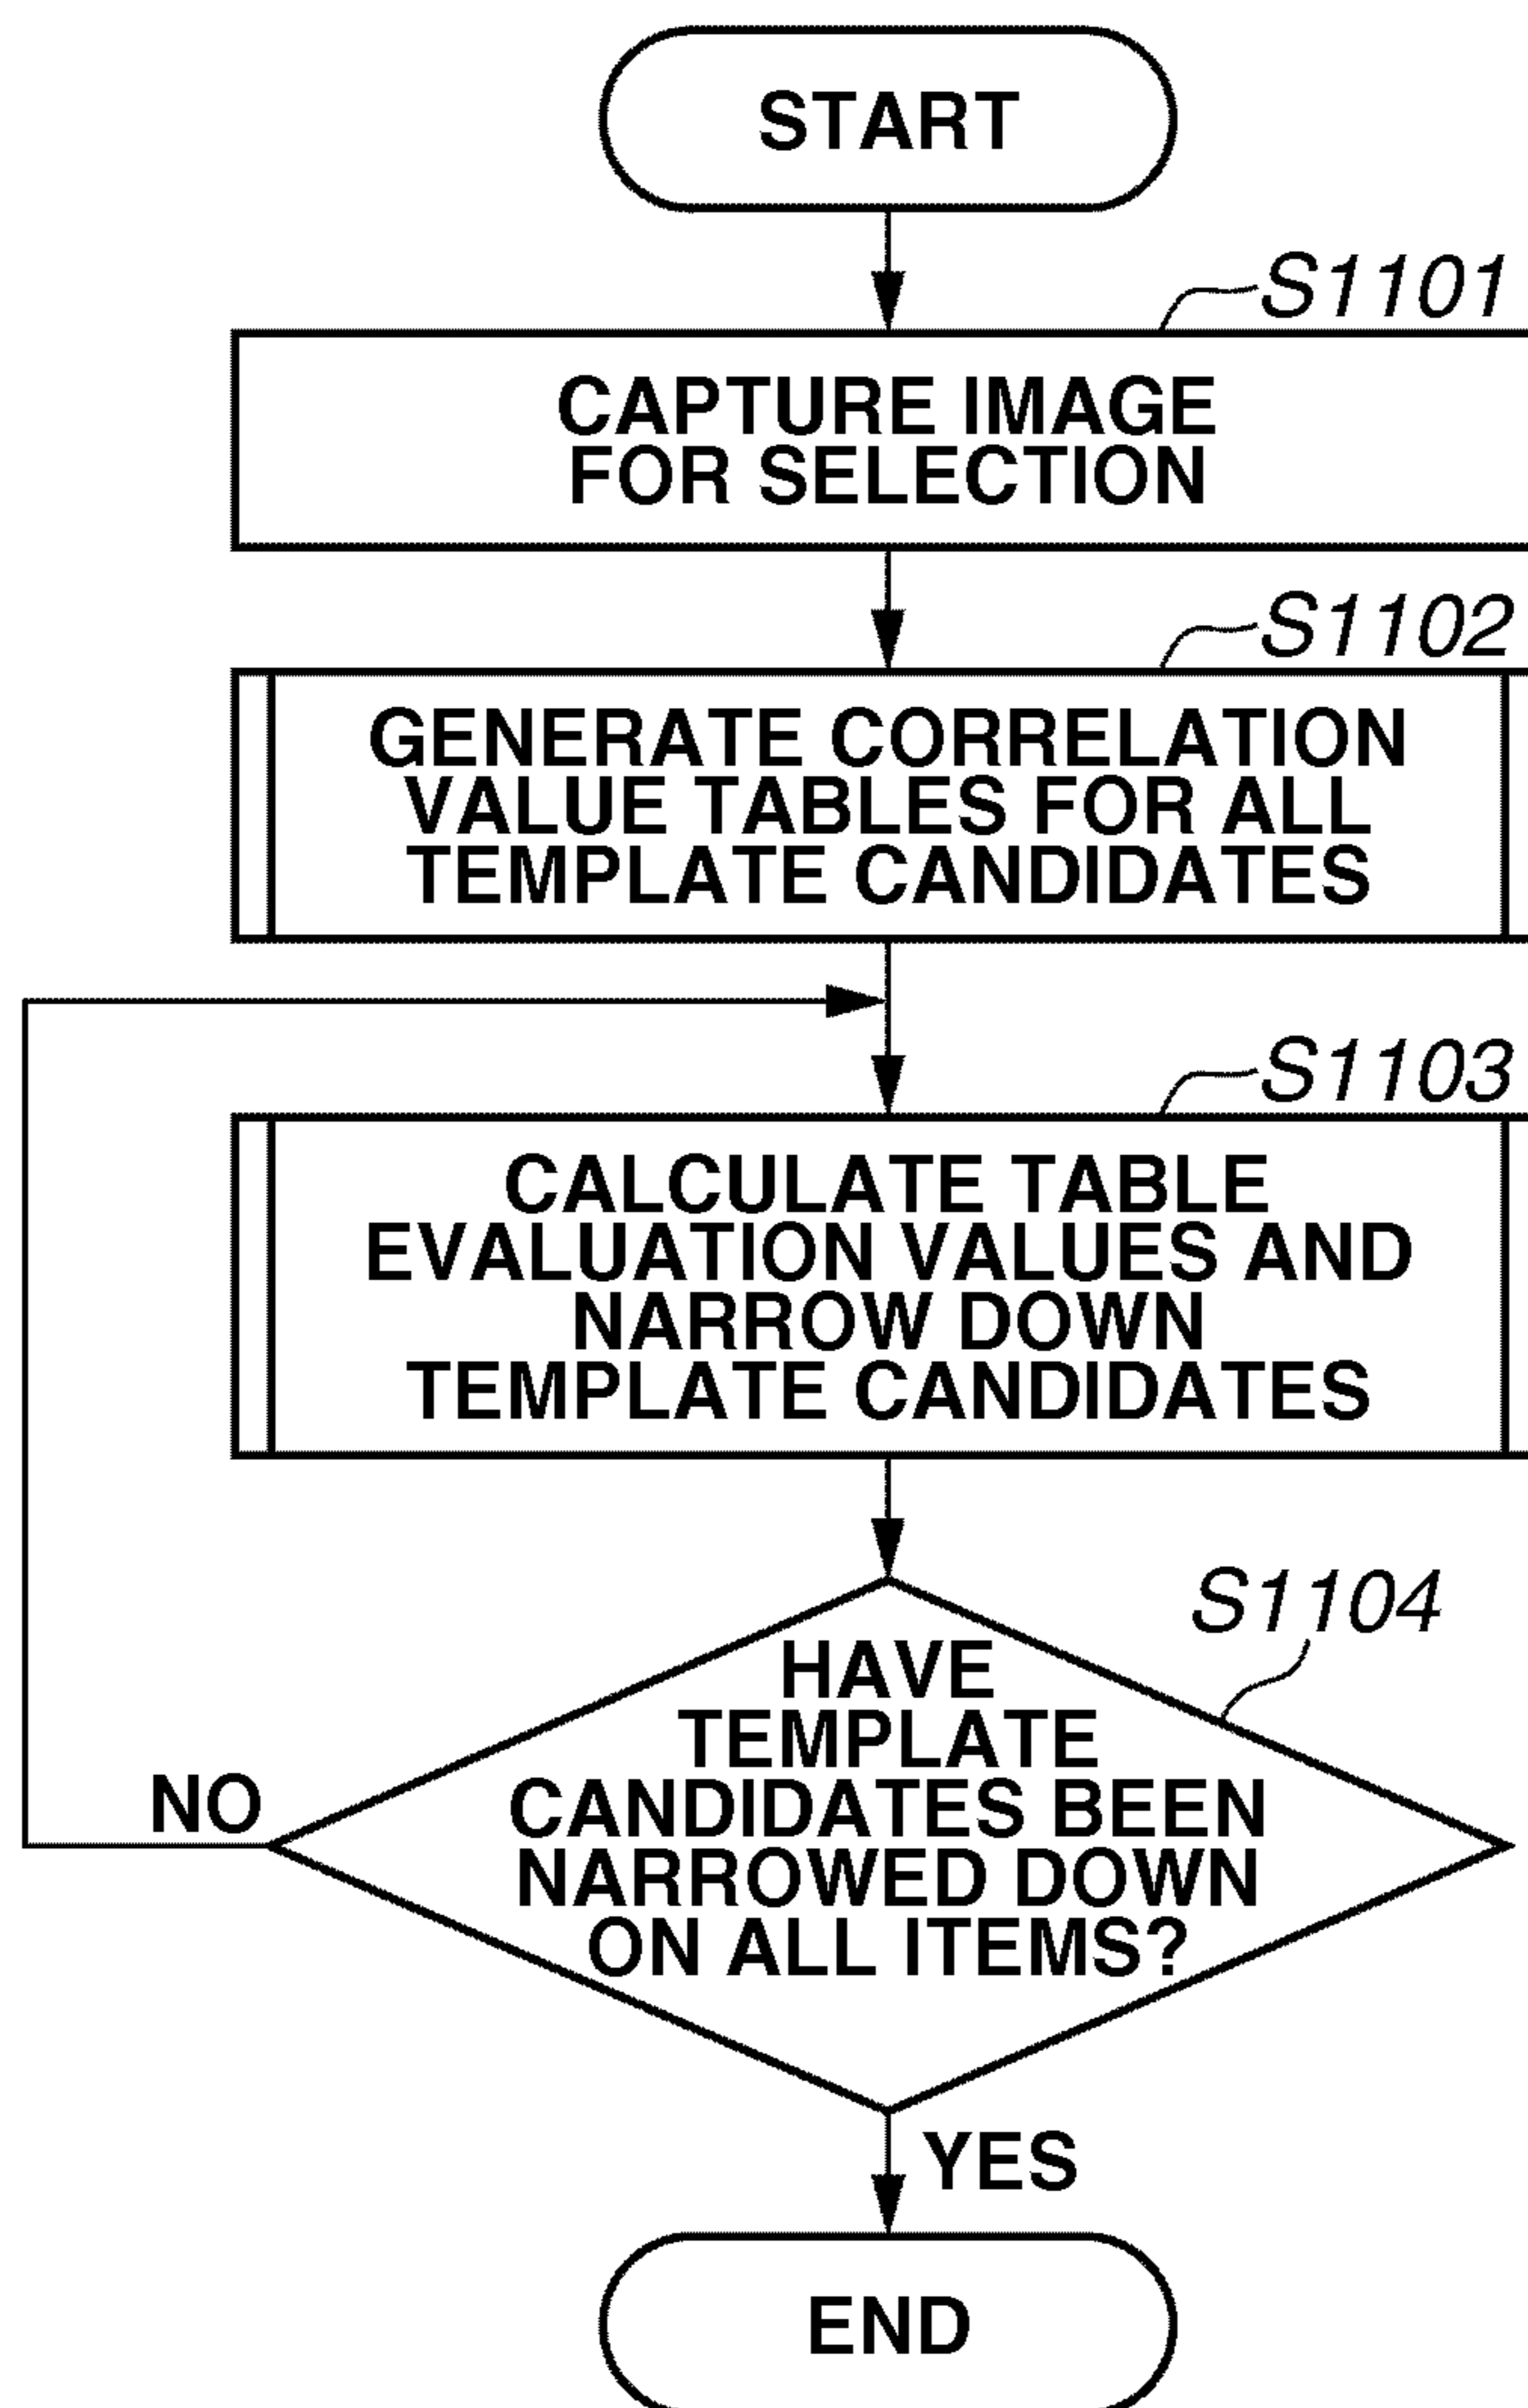 START
S1101
CAPTURE IMAGE
FOR SELECTION
S1102
GENERATE CORRELATION
VALUE TABLES FOR ALL
TEMPLATE CANDIDATES
S1103
CALCULATE TABLE
EVALUATION VALUES AND
NARROW DOWN
TEMPLATE CANDIDATES
S1104
HAVE
TEMPLATE
CANDIDATES BEEN
NARROWED DOWN
ON ALL ITEMS?
NO
YES
END